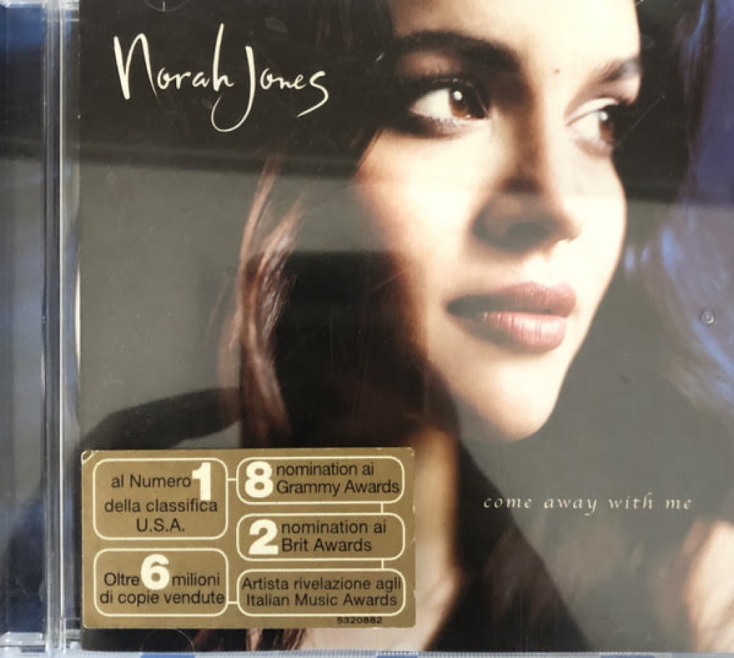 Norah Jones
come away with me
al Numero 1
della classifica
U.S.A.
8 nomination ai
Grammy Awards
2 nomination ai
Brit Awards
Oltre 6 milioni
di copie vendute
Artista rivelazione agli
Italian Music Awards
5320882